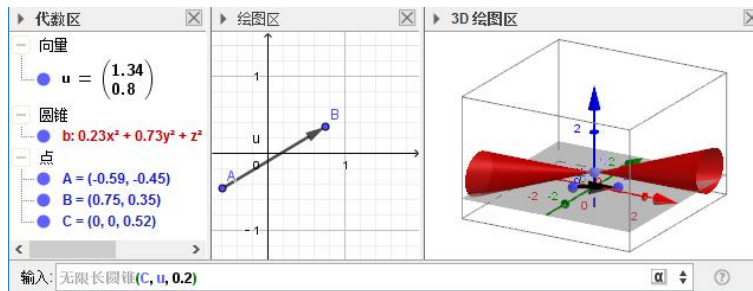 代数区
向量
u = (1.34
0.8)
圆锥
b: 0.23x² + 0.73y² + z²
点
A = (-0.59, -0.45)
B = (0.75, 0.35)
C = (0, 0, 0.52)
绘图区
1
u
B
A
0
1
-1
3D 绘图区
2
-2
-2
0
2
输入:
无限长圆锥(C, u, 0.2)
α
?